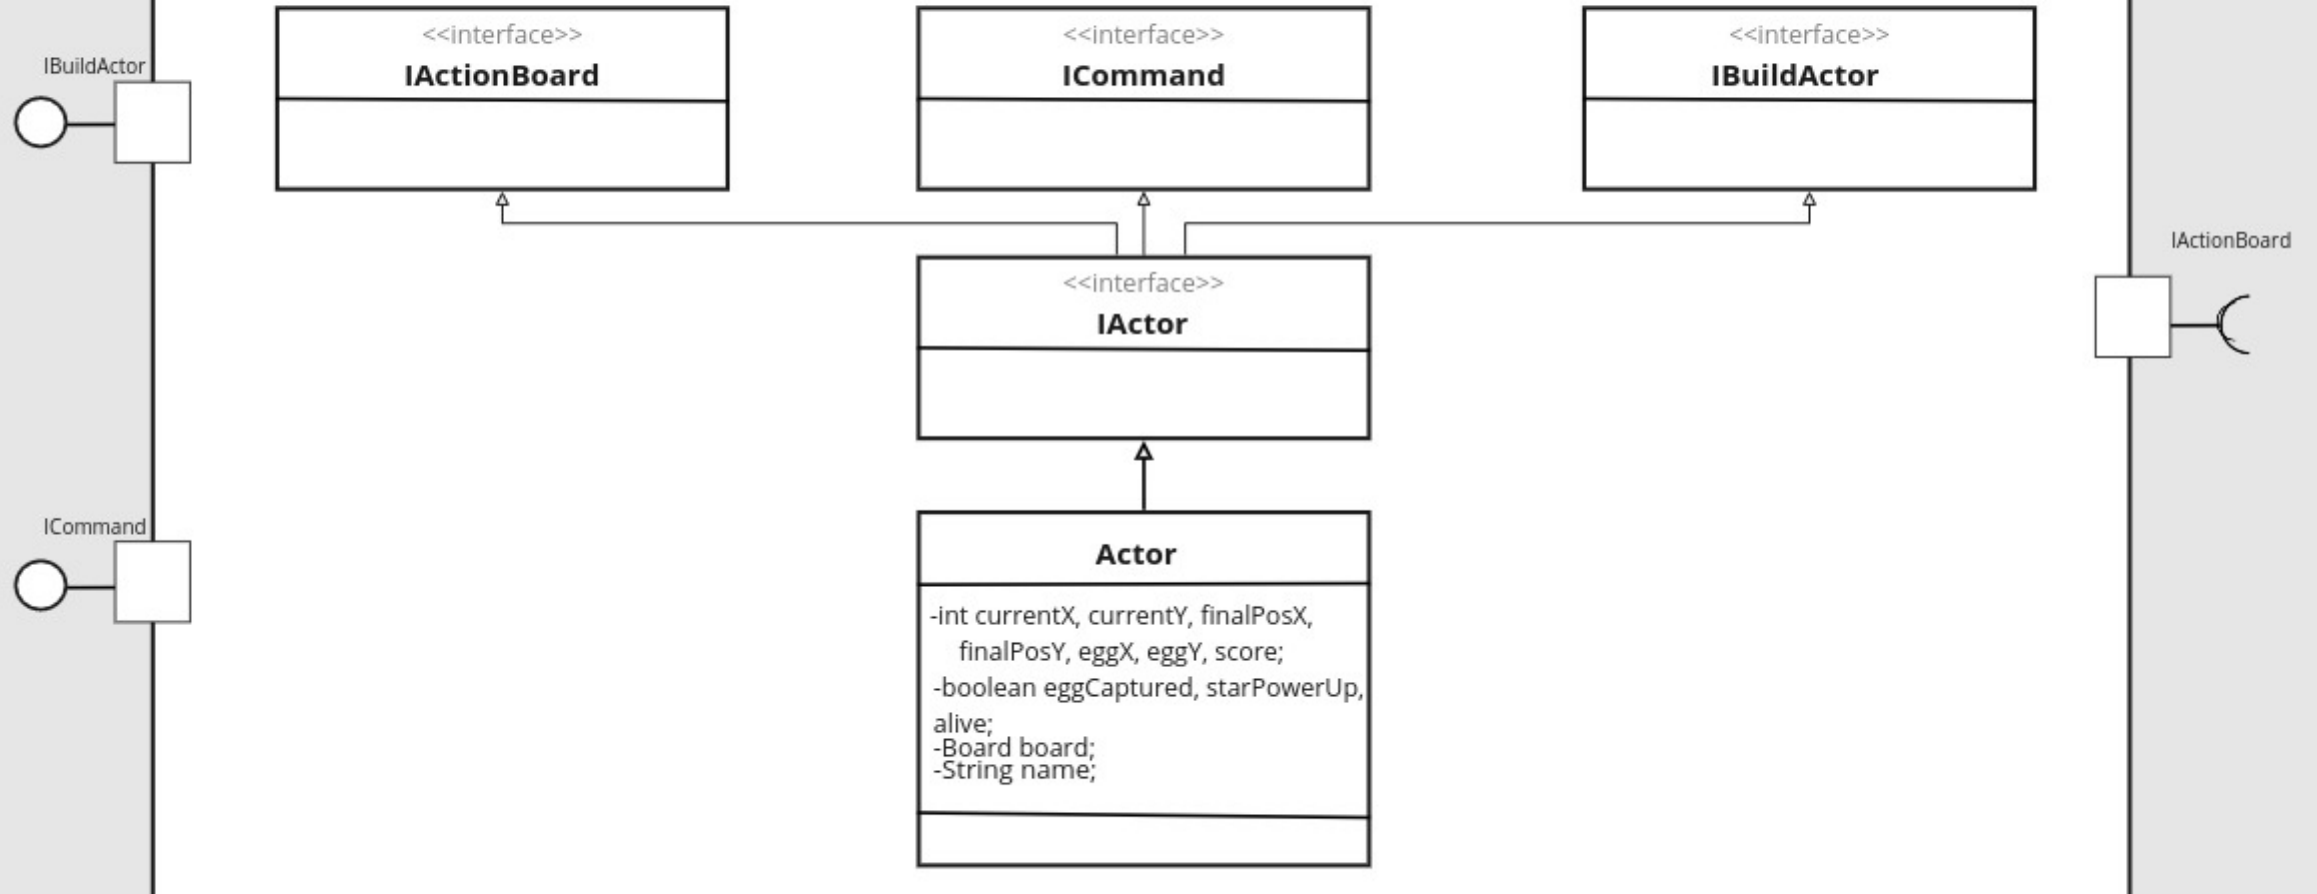 IBuildActor
<<interface>>
IActionBoard
<<interface>>
ICommand
<<interface>>
IBuildActor
IActionBoard
<<interface>>
IActor
ICommand
Actor
-int currentX, currentY, finalPosX,
finalPosY, eggX, eggY, score;
-boolean eggCaptured, starPowerUp,
alive;
-Board board;
-String name;